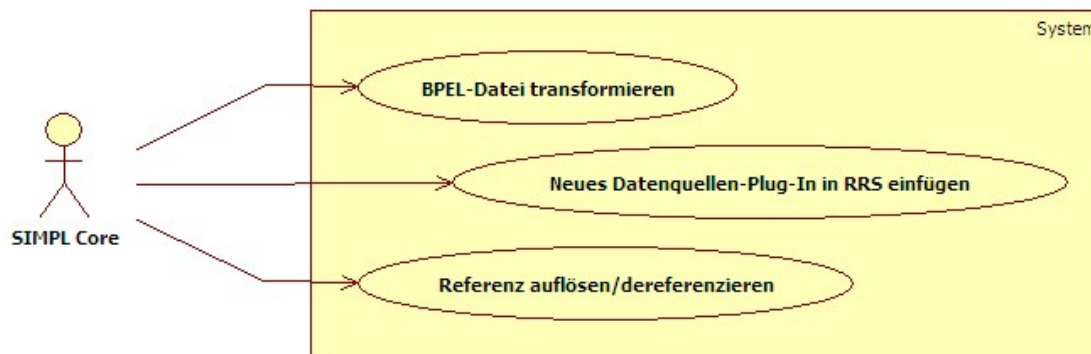 System
BPEL-Datei transformieren
Neues Datenquellen-Plug-In in RRS einfügen
SIMPL Core
Referenz auflösen/dereferenzieren